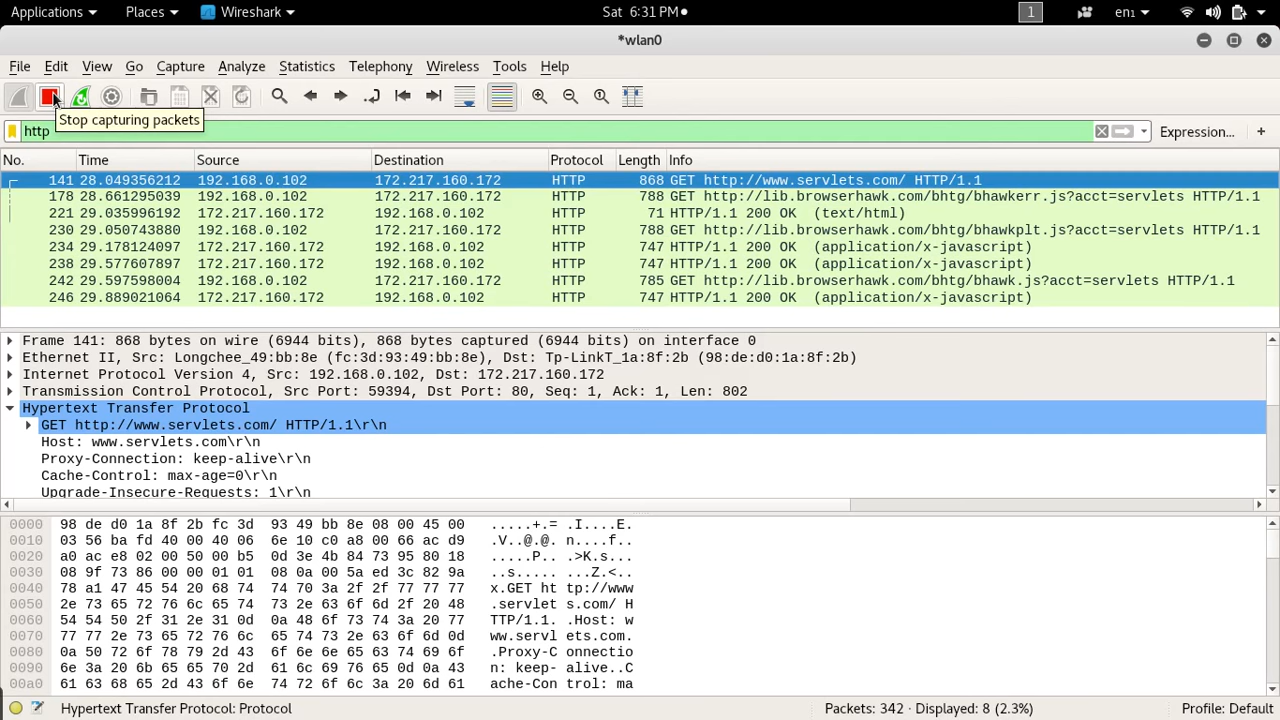 Applications Places Wireshark Sat 6:31 PM 1 en1
*wlan0
File Edit View Go Capture Analyze Statistics Telephony Wireless Tools Help
Stop capturing packets
http Expression... +
No. Time Source Destination Protocol Length Info
141 28.049356212 192.168.0.102 172.217.160.172 HTTP 868 GET http://www.servlets.com/ HTTP/1.1
178 28.661295039 192.168.0.102 172.217.160.172 HTTP 788 GET http://lib.browserhawk.com/bhtg/bhawkerr.js?acct=servlets HTTP/1.1
221 29.035996192 172.217.160.172 192.168.0.102 HTTP 71 HTTP/1.1 200 OK (text/html)
230 29.050743880 192.168.0.102 172.217.160.172 HTTP 788 GET http://lib.browserhawk.com/bhtg/bhawkplt.js?acct=servlets HTTP/1.1
234 29.178124097 172.217.160.172 192.168.0.102 HTTP 747 HTTP/1.1 200 OK (application/x-javascript)
238 29.577607897 172.217.160.172 192.168.0.102 HTTP 747 HTTP/1.1 200 OK (application/x-javascript)
242 29.597598004 192.168.0.102 172.217.160.172 HTTP 785 GET http://lib.browserhawk.com/bhtg/bhawk.js?acct=servlets HTTP/1.1
246 29.889021064 172.217.160.172 192.168.0.102 HTTP 747 HTTP/1.1 200 OK (application/x-javascript)
Frame 141: 868 bytes on wire (6944 bits), 868 bytes captured (6944 bits) on interface 0
Ethernet II, Src: Longchee_49:bb:8e (fc:3d:93:49:bb:8e), Dst: Tp-LinkT_1a:8f:2b (98:de:d0:1a:8f:2b)
Internet Protocol Version 4, Src: 192.168.0.102, Dst: 172.217.160.172
Transmission Control Protocol, Src Port: 59394, Dst Port: 80, Seq: 1, Ack: 1, Len: 802
Hypertext Transfer Protocol
GET http://www.servlets.com/ HTTP/1.1\r\n
Host: www.servlets.com\r\n
Proxy-Connection: keep-alive\r\n
Cache-Control: max-age=0\r\n
Upgrade-Insecure-Requests: 1\r\n
0000 98 de d0 1a 8f 2b fc 3d 93 49 bb 8e 08 00 45 00 .....+.= .I....E.
0010 03 56 ba fd 40 00 40 06 6e 10 c0 a8 00 66 ac d9 .V..@.@. n....f..
0020 a0 ac e8 02 00 50 00 b5 0d 3e 4b 84 73 95 80 18 .....P.. .>K.s...
0030 08 9f 73 86 00 00 01 01 08 0a 00 5a ed 3c 82 9a ..s..... ...Z.<..
0040 78 a1 47 45 54 20 68 74 74 70 3a 2f 2f 77 77 77 x.GET ht tp://www
0050 2e 73 65 72 76 6c 65 74 73 2e 63 6f 6d 2f 20 48 .servlet s.com/ H
0060 54 54 50 2f 31 2e 31 0d 0a 48 6f 73 74 3a 20 77 TTP/1.1. .Host: w
0070 77 77 2e 73 65 72 76 6c 65 74 73 2e 63 6f 6d 0d ww.servl ets.com.
0080 0a 50 72 6f 78 79 2d 43 6f 6e 6e 65 63 74 69 6f .Proxy-C onnectio
0090 6e 3a 20 6b 65 65 70 2d 61 6c 69 76 65 0d 0a 43 n: keep- alive..C
00a0 61 63 68 65 2d 43 6f 6e 74 72 6f 6c 3a 20 6d 61 ache-Con trol: ma
Hypertext Transfer Protocol: Protocol Packets: 342 · Displayed: 8 (2.3%) Profile: Default